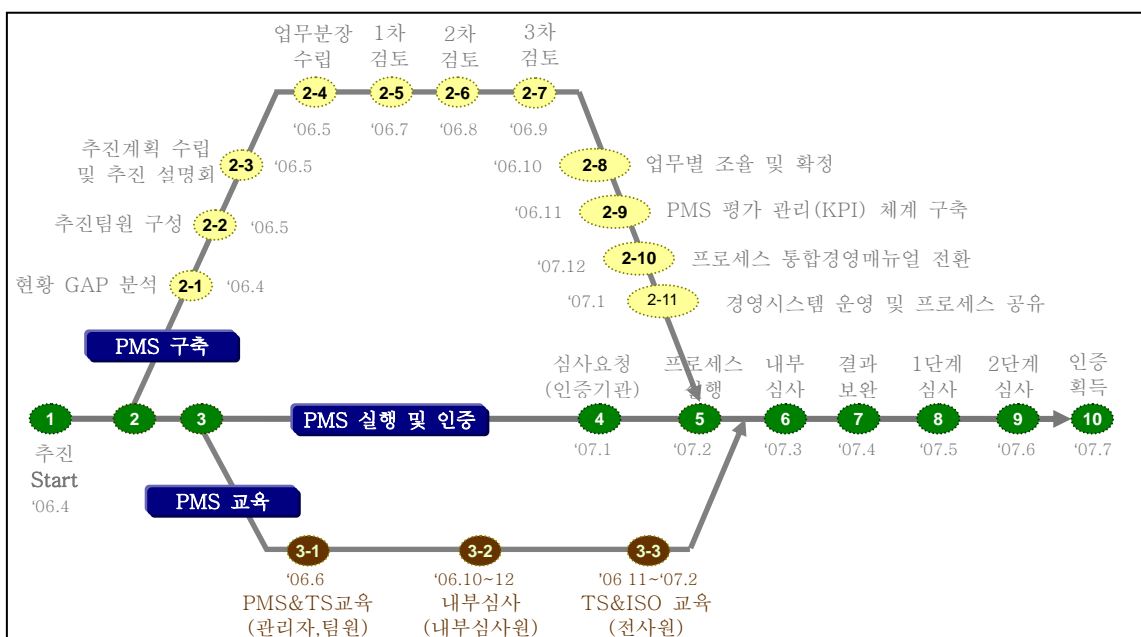 업무분장
수립
1차
검토
2차
검토
3차
검토
2-4
2-5
2-6
2-7
'06.5
'06.7
'06.8
'06.9
추진계획 수립
및 추진 설명회
2-3
'06.5
'06.10
2-8
업무별 조율 및 확정
추진팀원 구성
2-2
'06.5
'06.11
2-9
PMS 평가 관리(KPI) 체계 구축
현황 GAP 분석
2-1
'06.4
'07.12
2-10
프로세스 통합경영매뉴얼 전환
'07.1
2-11
경영시스템 운영 및 프로세스 공유
PMS 구축
심사요청
(인증기관)
프로세스
실행
내부
심사
결과
보완
1단계
심사
2단계
심사
인증
획득
1
2
3
PMS 실행 및 인증
4
5
6
7
8
9
10
추진
Start
'06.4
'07.1
'07.2
'07.3
'07.4
'07.5
'07.6
'07.7
PMS 교육
3-1
3-2
3-3
'06.6
PMS&TS교육
(관리자,팀원)
'06.10~12
내부심사
(내부심사원)
'06 11~'07.2
TS&ISO 교육
(전사원)